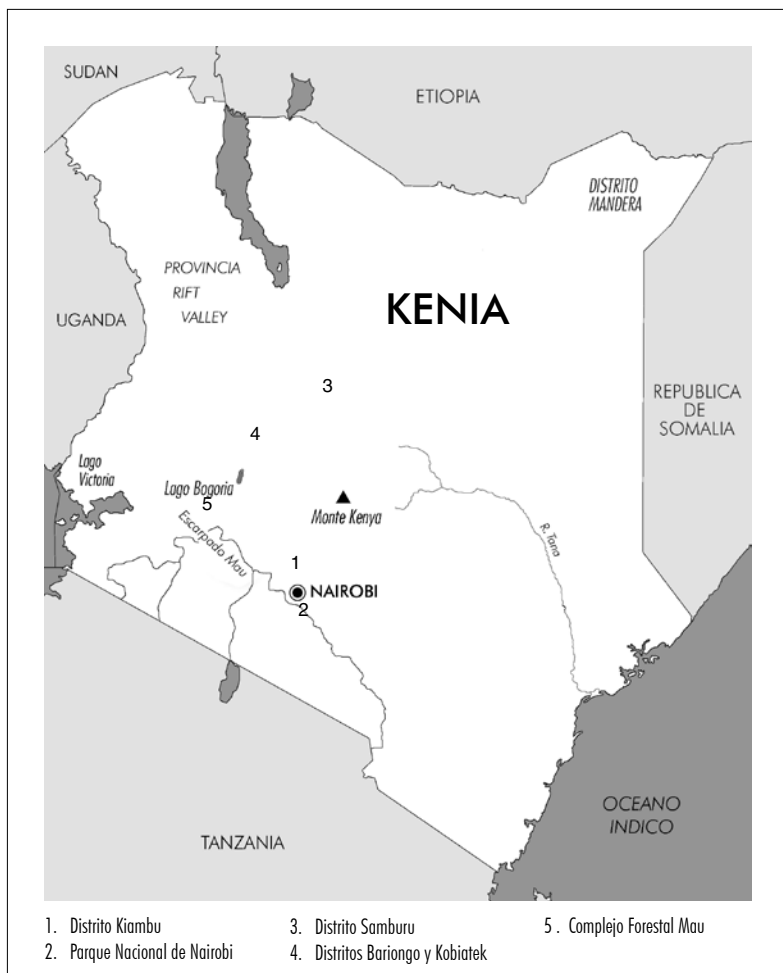 SUDAN
ETIOPIA
DISTRITO
MANDERA
PROVINCIA
RIFT
VALLEY
KENIA
UGANDA
3
REPUBLICA
DE
SOMALIA
4
Lago
Victoria
Lago Bogoria
5
Monte Kenya
Escarpado Mau
R. Tana
1
NAIROBI
2
OCEANO
INDICO
TANZANIA
1. Distrito Kiambu
2. Parque Nacional de Nairobi
3. Distrito Samburu
4. Distritos Bariongo y Kobiatek
5 . Complejo Forestal Mau